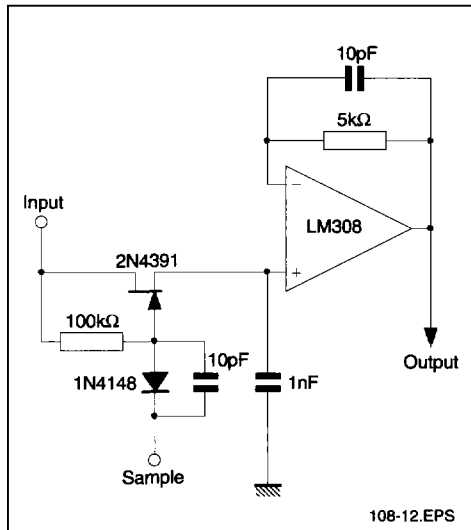 10pF
5kΩ
Input
LM308
2N4391
100kΩ
10pF
1N4148
1nF
Output
Sample
108-12.EPS